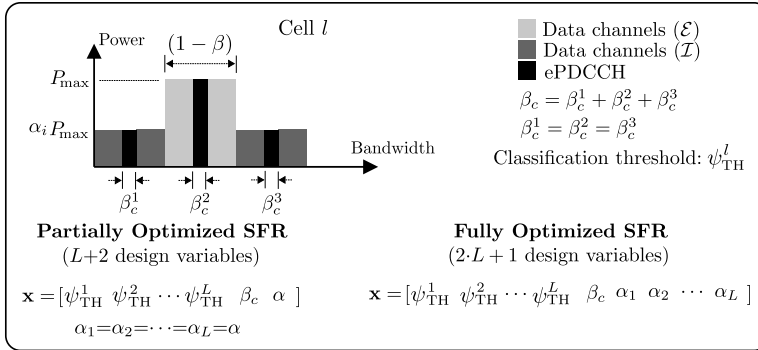 Cell l
Power
(1 − β)
P_max
α_i P_max
Bandwidth
β_c^1 β_c^2 β_c^3
Data channels (ℰ)
Data channels (ℐ)
ePDCCH
β_c = β_c^1 + β_c^2 + β_c^3
β_c^1 = β_c^2 = β_c^3
Classification threshold: ψ_TH^l
Partially Optimized SFR
(L+2 design variables)
x = [ψ_TH^1 ψ_TH^2 ⋯ ψ_TH^L β_c α ]
α_1=α_2=⋯=α_L=α
Fully Optimized SFR
(2·L + 1 design variables)
x = [ψ_TH^1 ψ_TH^2 ⋯ ψ_TH^L β_c α_1 α_2 ⋯ α_L ]